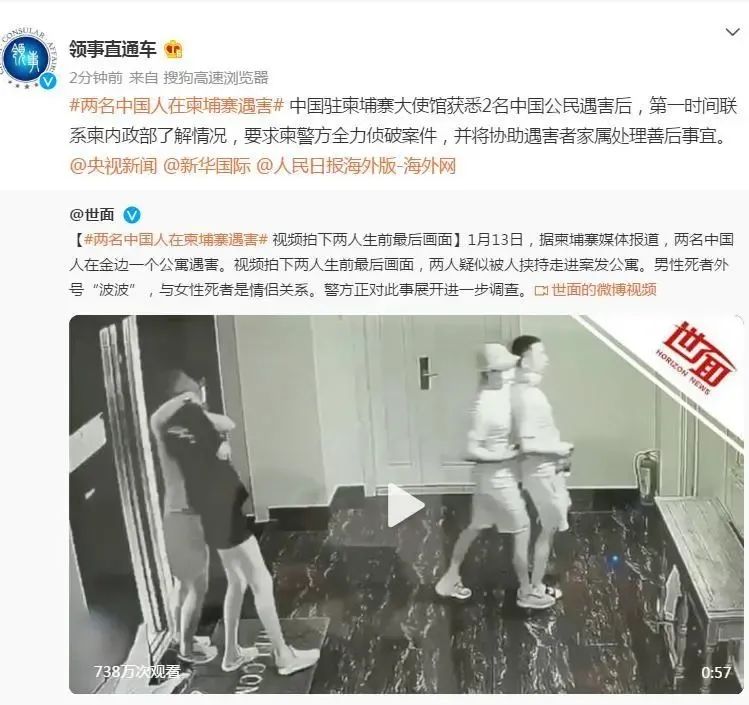 CONSULAR AFFAIRS
领事
领事直通车
2分钟前 来自 搜狗高速浏览器
#两名中国人在柬埔寨遇害# 中国驻柬埔寨大使馆获悉2名中国公民遇害后，第一时间联
系柬内政部了解情况，要求柬警方全力侦破案件，并将协助遇害者家属处理善后事宜。
@央视新闻 @新华国际 @人民日报海外版-海外网
@世面
【#两名中国人在柬埔寨遇害# 视频拍下两人生前最后画面】1月13日，据柬埔寨媒体报道，两名中国
人在金边一个公寓遇害。视频拍下两人生前最后画面，两人疑似被人挟持走进案发公寓。男性死者外
号“波波”，与女性死者是情侣关系。警方正对此事展开进一步调查。 世面的微博视频
世面
HORIZON NEWS
738万次观看
0:57